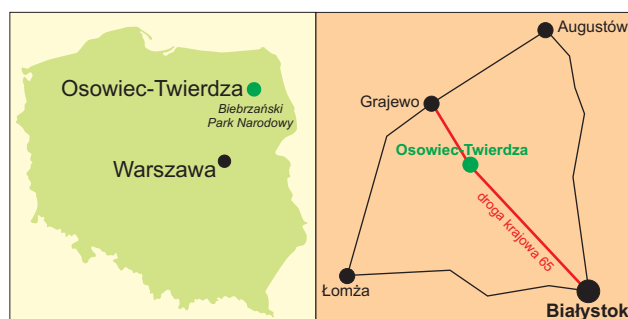 Osowiec-Twierdza
Biebrzański
Park Narodowy
Warszawa
Augustów
Grajewo
Osowiec-Twierdza
droga krajowa 65
Łomża
Białystok